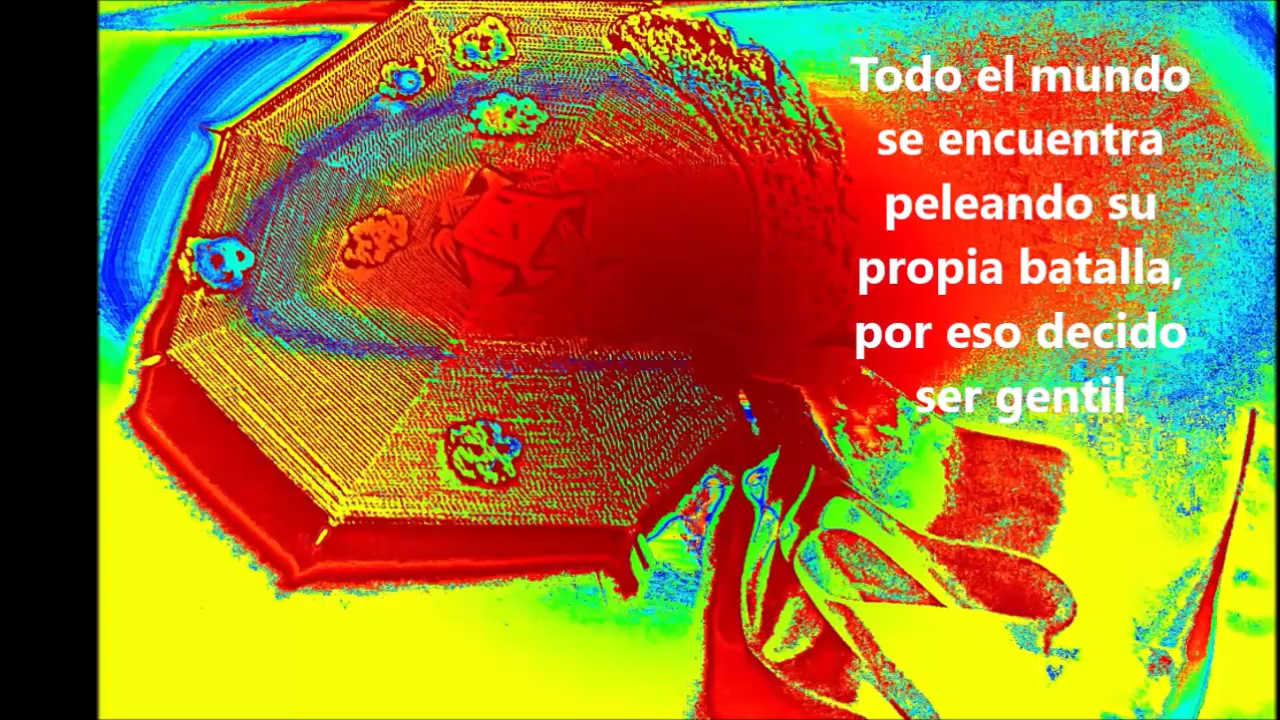 Todo el mundo
se encuentra
peleando su
propia batalla,
por eso decido
ser gentil